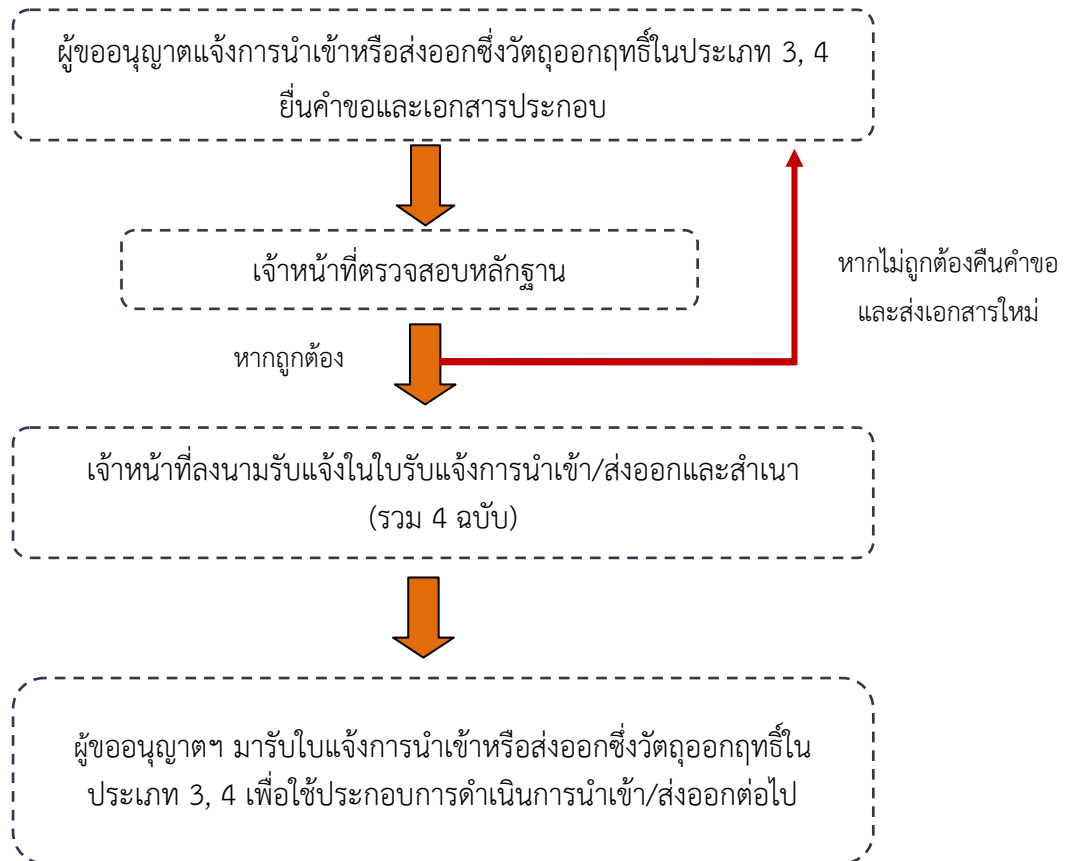 ผู้ขออนุญาตแจ้งการนำเข้าหรือส่งออกซึ่งวัตถุออกฤทธิ์ในประเภท 3, 4
ยื่นคำขอและเอกสารประกอบ
เจ้าหน้าที่ตรวจสอบหลักฐาน
หากไม่ถูกต้องคืนคำขอ
และส่งเอกสารใหม่
หากถูกต้อง
เจ้าหน้าที่ลงนามรับแจ้งในใบรับแจ้งการนำเข้า/ส่งออกและสำเนา
(รวม 4 ฉบับ)
ผู้ขออนุญาตฯ มารับใบแจ้งการนำเข้าหรือส่งออกซึ่งวัตถุออกฤทธิ์ใน
ประเภท 3, 4 เพื่อใช้ประกอบการดำเนินการนำเข้า/ส่งออกต่อไป